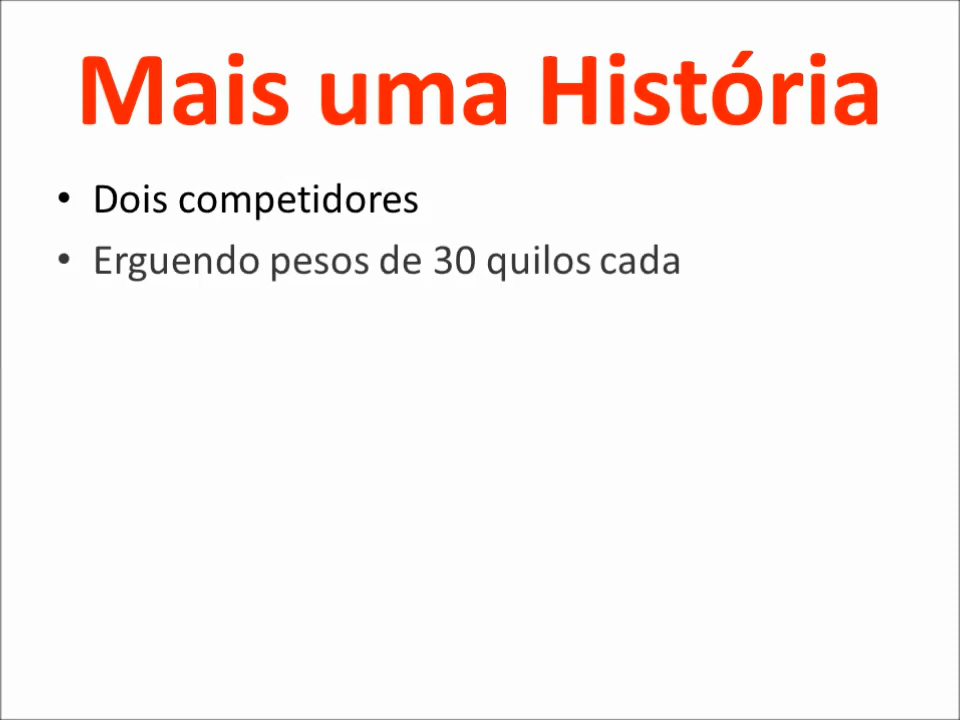 Mais uma História
• Dois competidores
• Erguendo pesos de 30 quilos cada